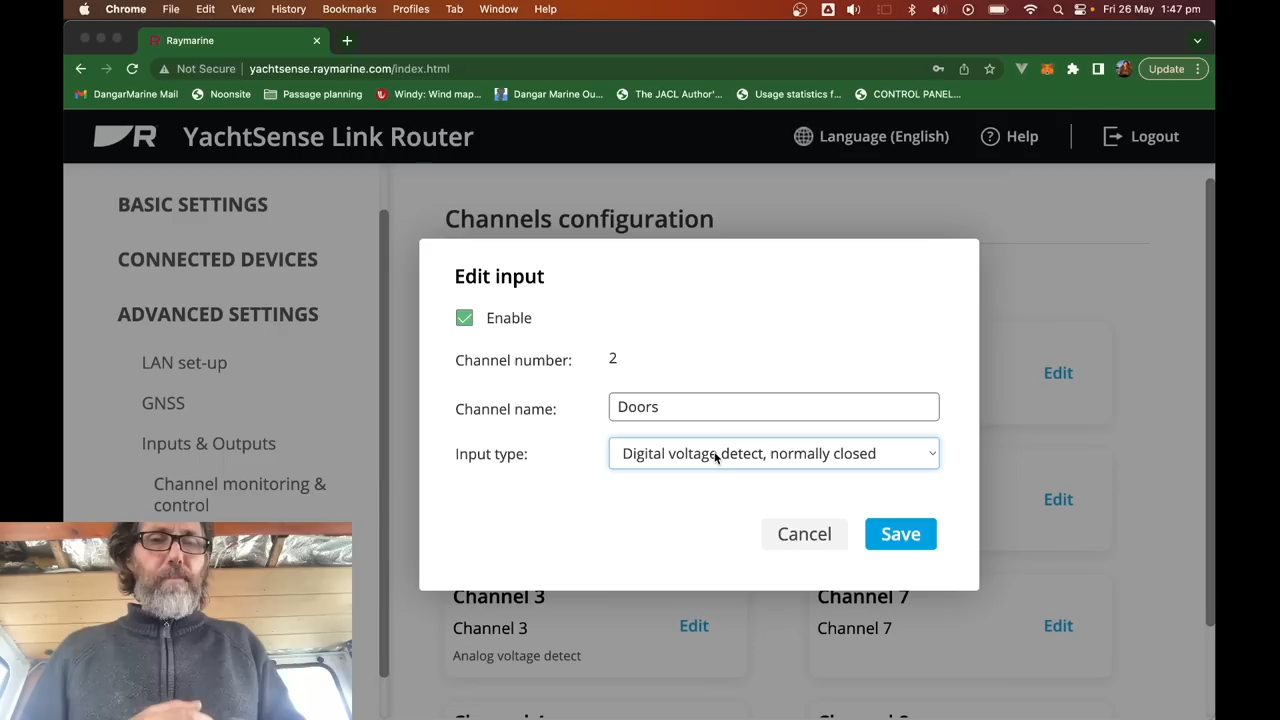 Chrome File Edit View History Bookmarks Profiles Tab Window Help Fri 26 May 1:47 pm
Raymarine
Not Secure yachtsense.raymarine.com/index.html Update
DangarMarine Mail Noonsite Passage planning Windy: Wind map... Dangar Marine Ou... The JACL Author'... Usage statistics f... CONTROL PANEL...
R YachtSense Link Router Language (English) Help Logout
BASIC SETTINGS
CONNECTED DEVICES
ADVANCED SETTINGS
LAN set-up
GNSS
Inputs & Outputs
Channel monitoring &
control
Channels configuration
Edit input
Enable
Channel number: 2
Channel name: Doors
Input type: Digital voltage detect, normally closed
Cancel Save
Edit
Edit
Channel 3
Channel 3 Edit
Analog voltage detect
Channel 7
Channel 7 Edit